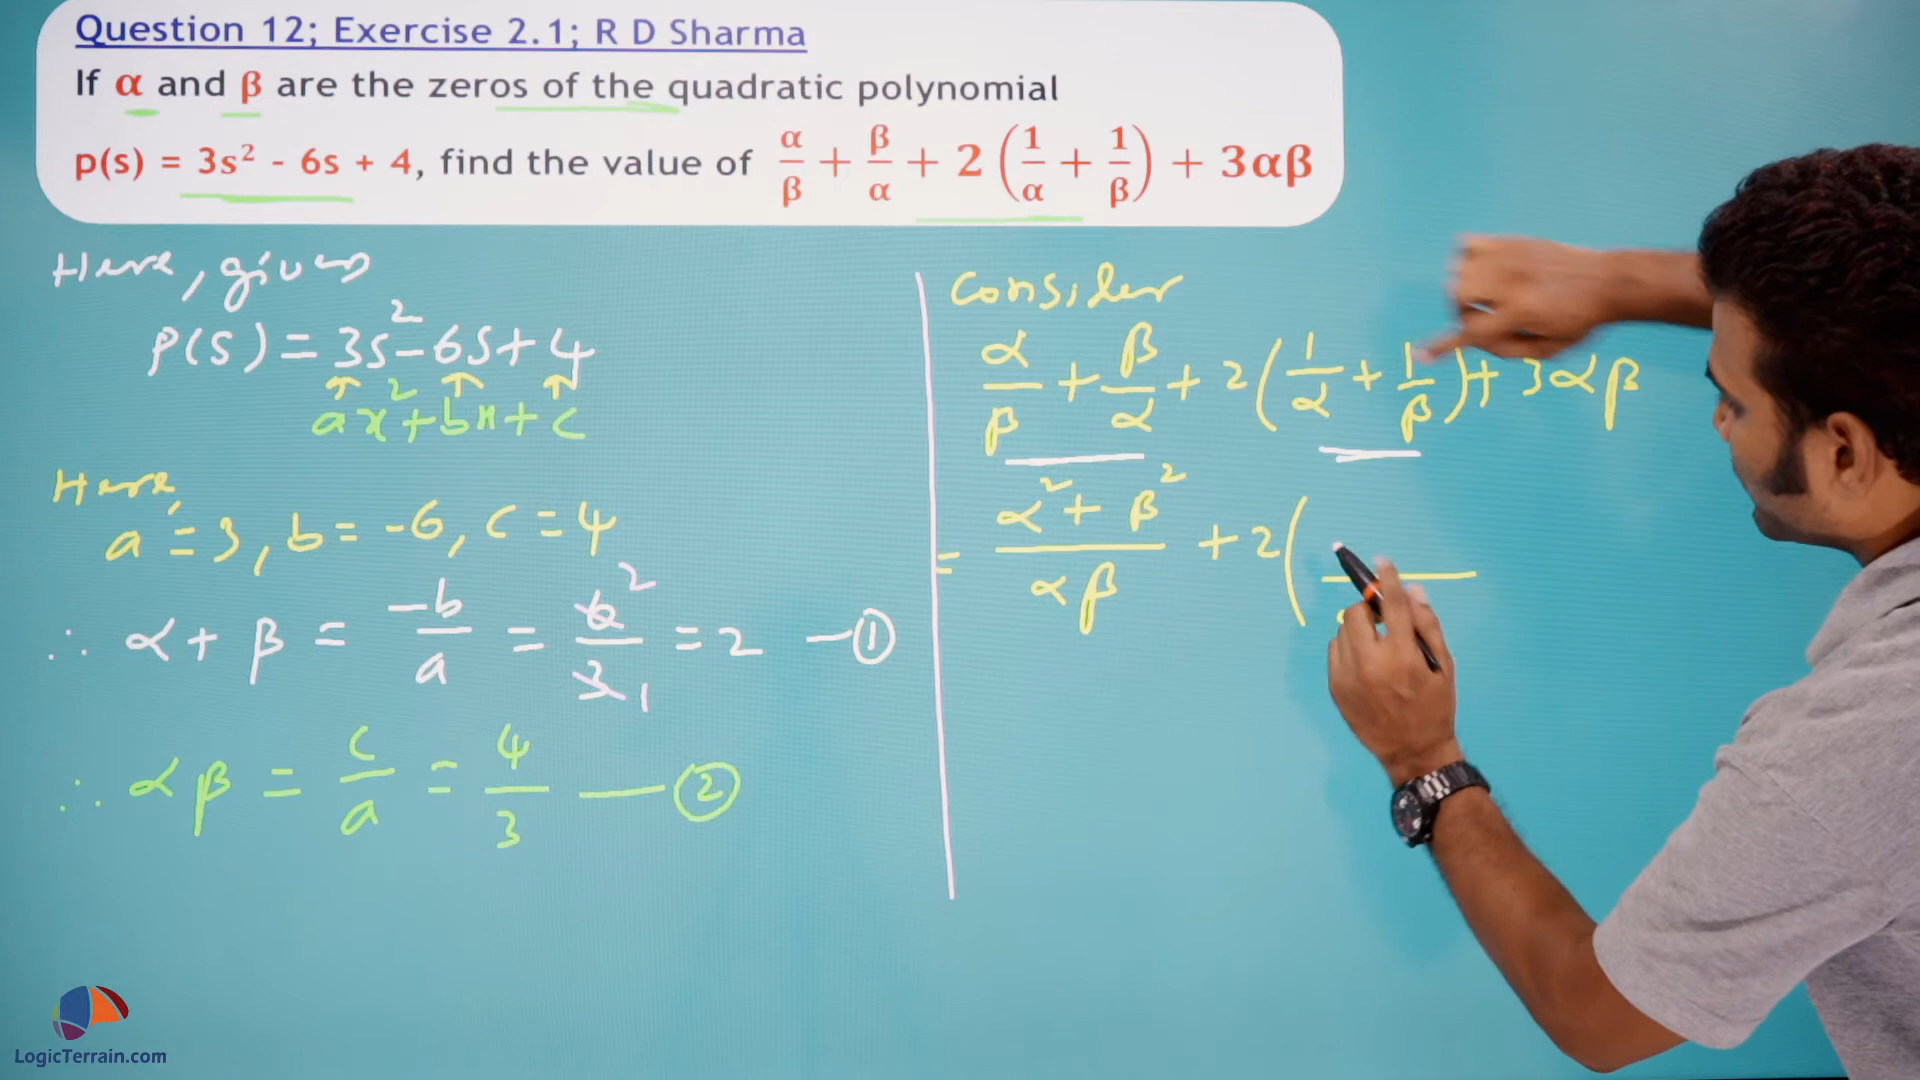 Question 12; Exercise 2.1; R D Sharma
If α and β are the zeros of the quadratic polynomial
p(s) = 3s² - 6s + 4, find the value of α/β + β/α + 2 (1/α + 1/β) + 3αβ
Here, given
P(S) = 3s² - 6s + 4
ax² + bx + c
Here,
a = 3, b = -6, c = 4
∴ α + β = -b/a = 6/3 = 2 — ①
2
1
∴ αβ = c/a = 4/3 — ②
Consider
α/β + β/α + 2(1/α + 1/β) + 3αβ
= α² + β²/αβ + 2(
LogicTerrain.com